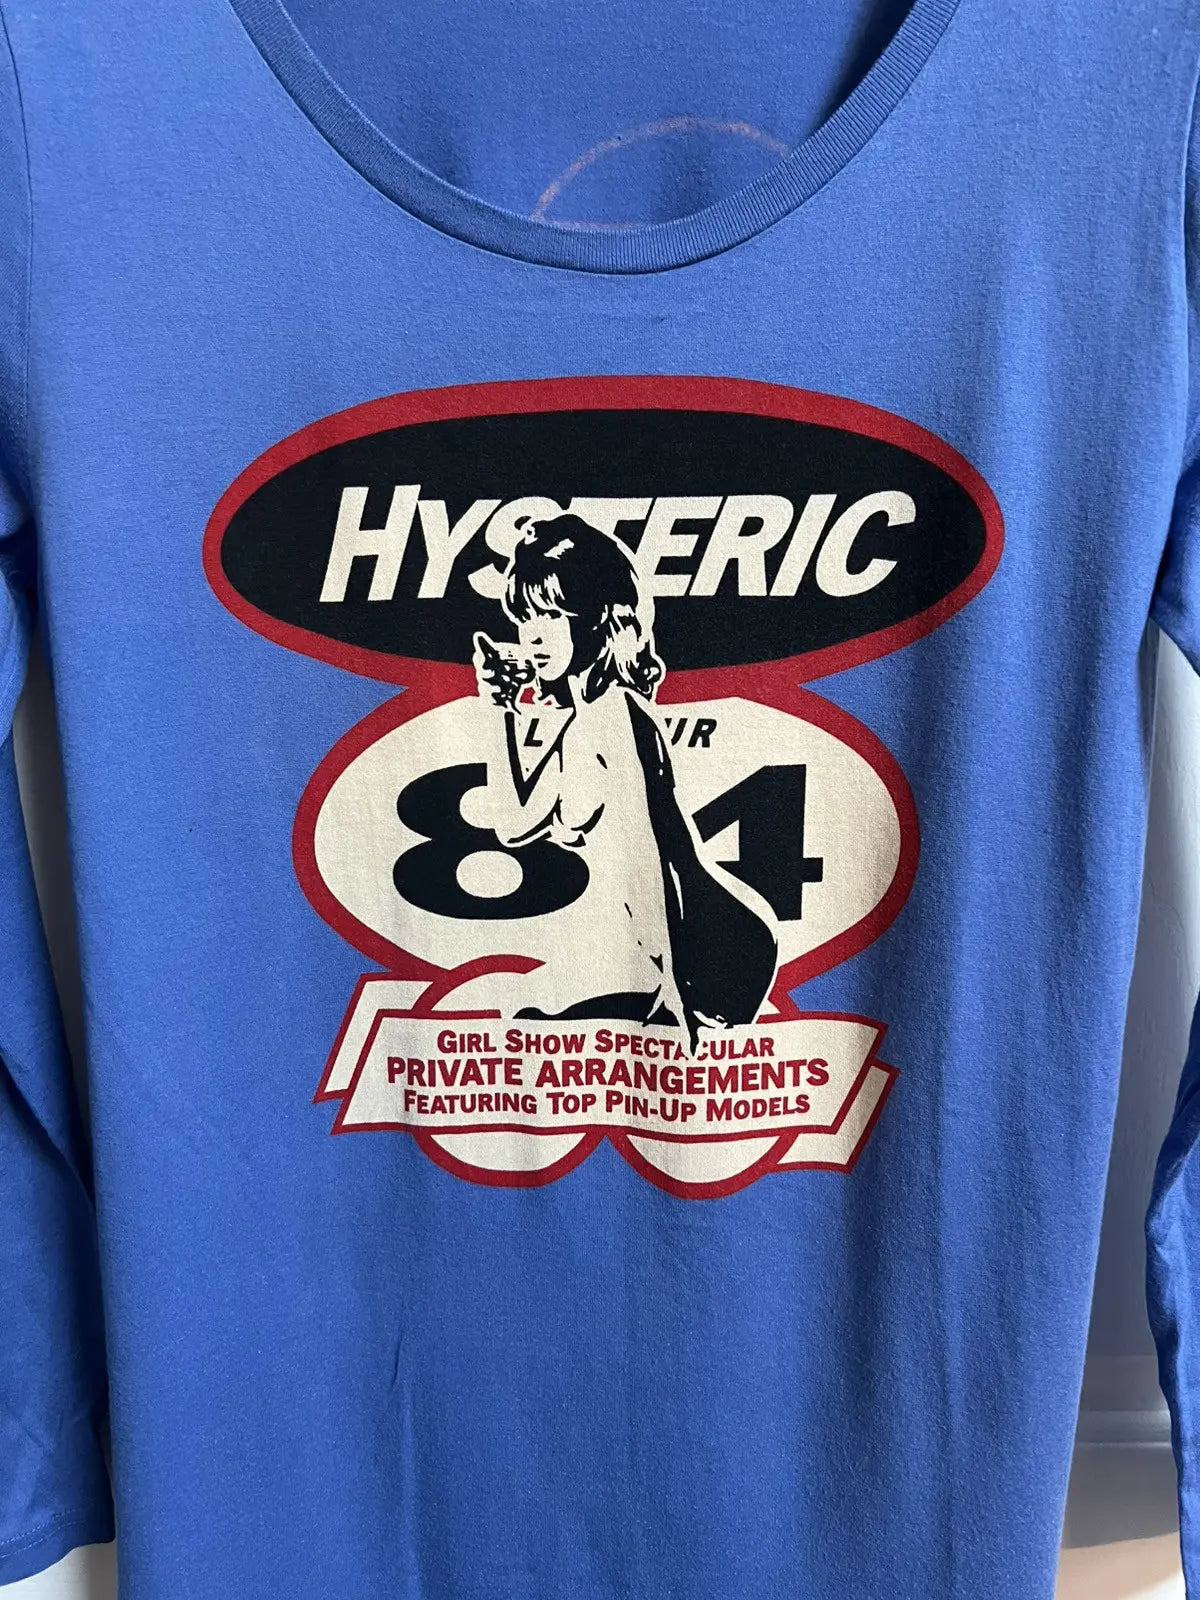 HYSTERIC
84
GIRL SHOW SPECTACULAR
PRIVATE ARRANGEMENTS
FEATURING TOP PIN-UP MODELS